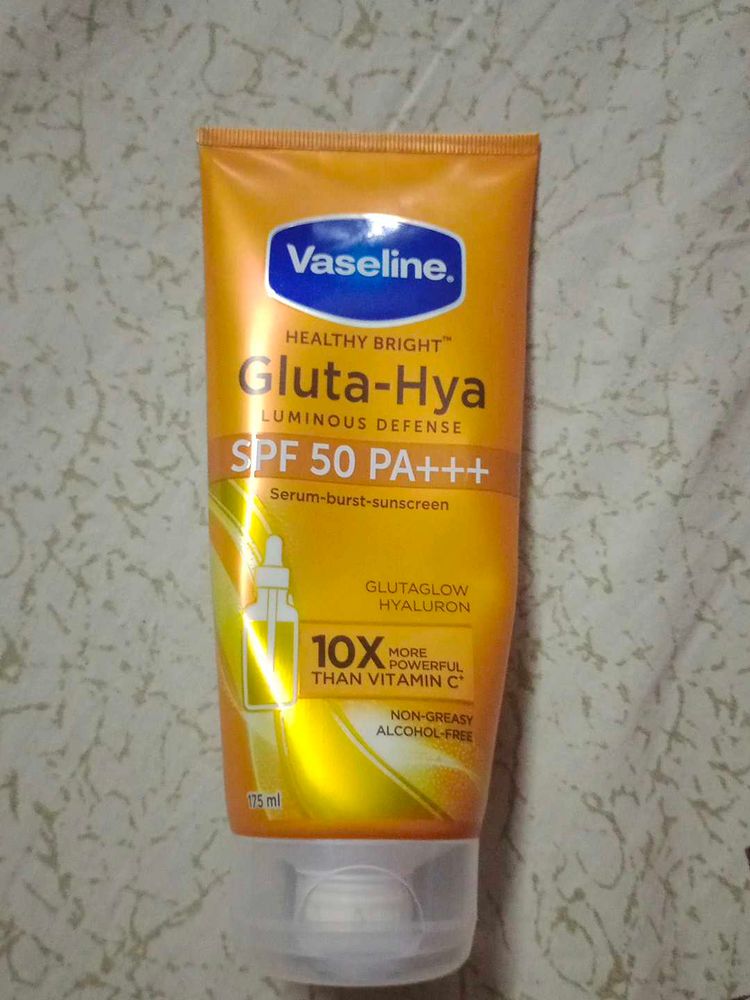 Vaseline.
HEALTHY BRIGHT™
Gluta-Hya
LUMINOUS DEFENSE
SPF 50 PA+++
Serum-burst-sunscreen
GLUTAGLOW
HYALURON
10X MORE POWERFUL
THAN VITAMIN C*
NON-GREASY
ALCOHOL-FREE
175 ml